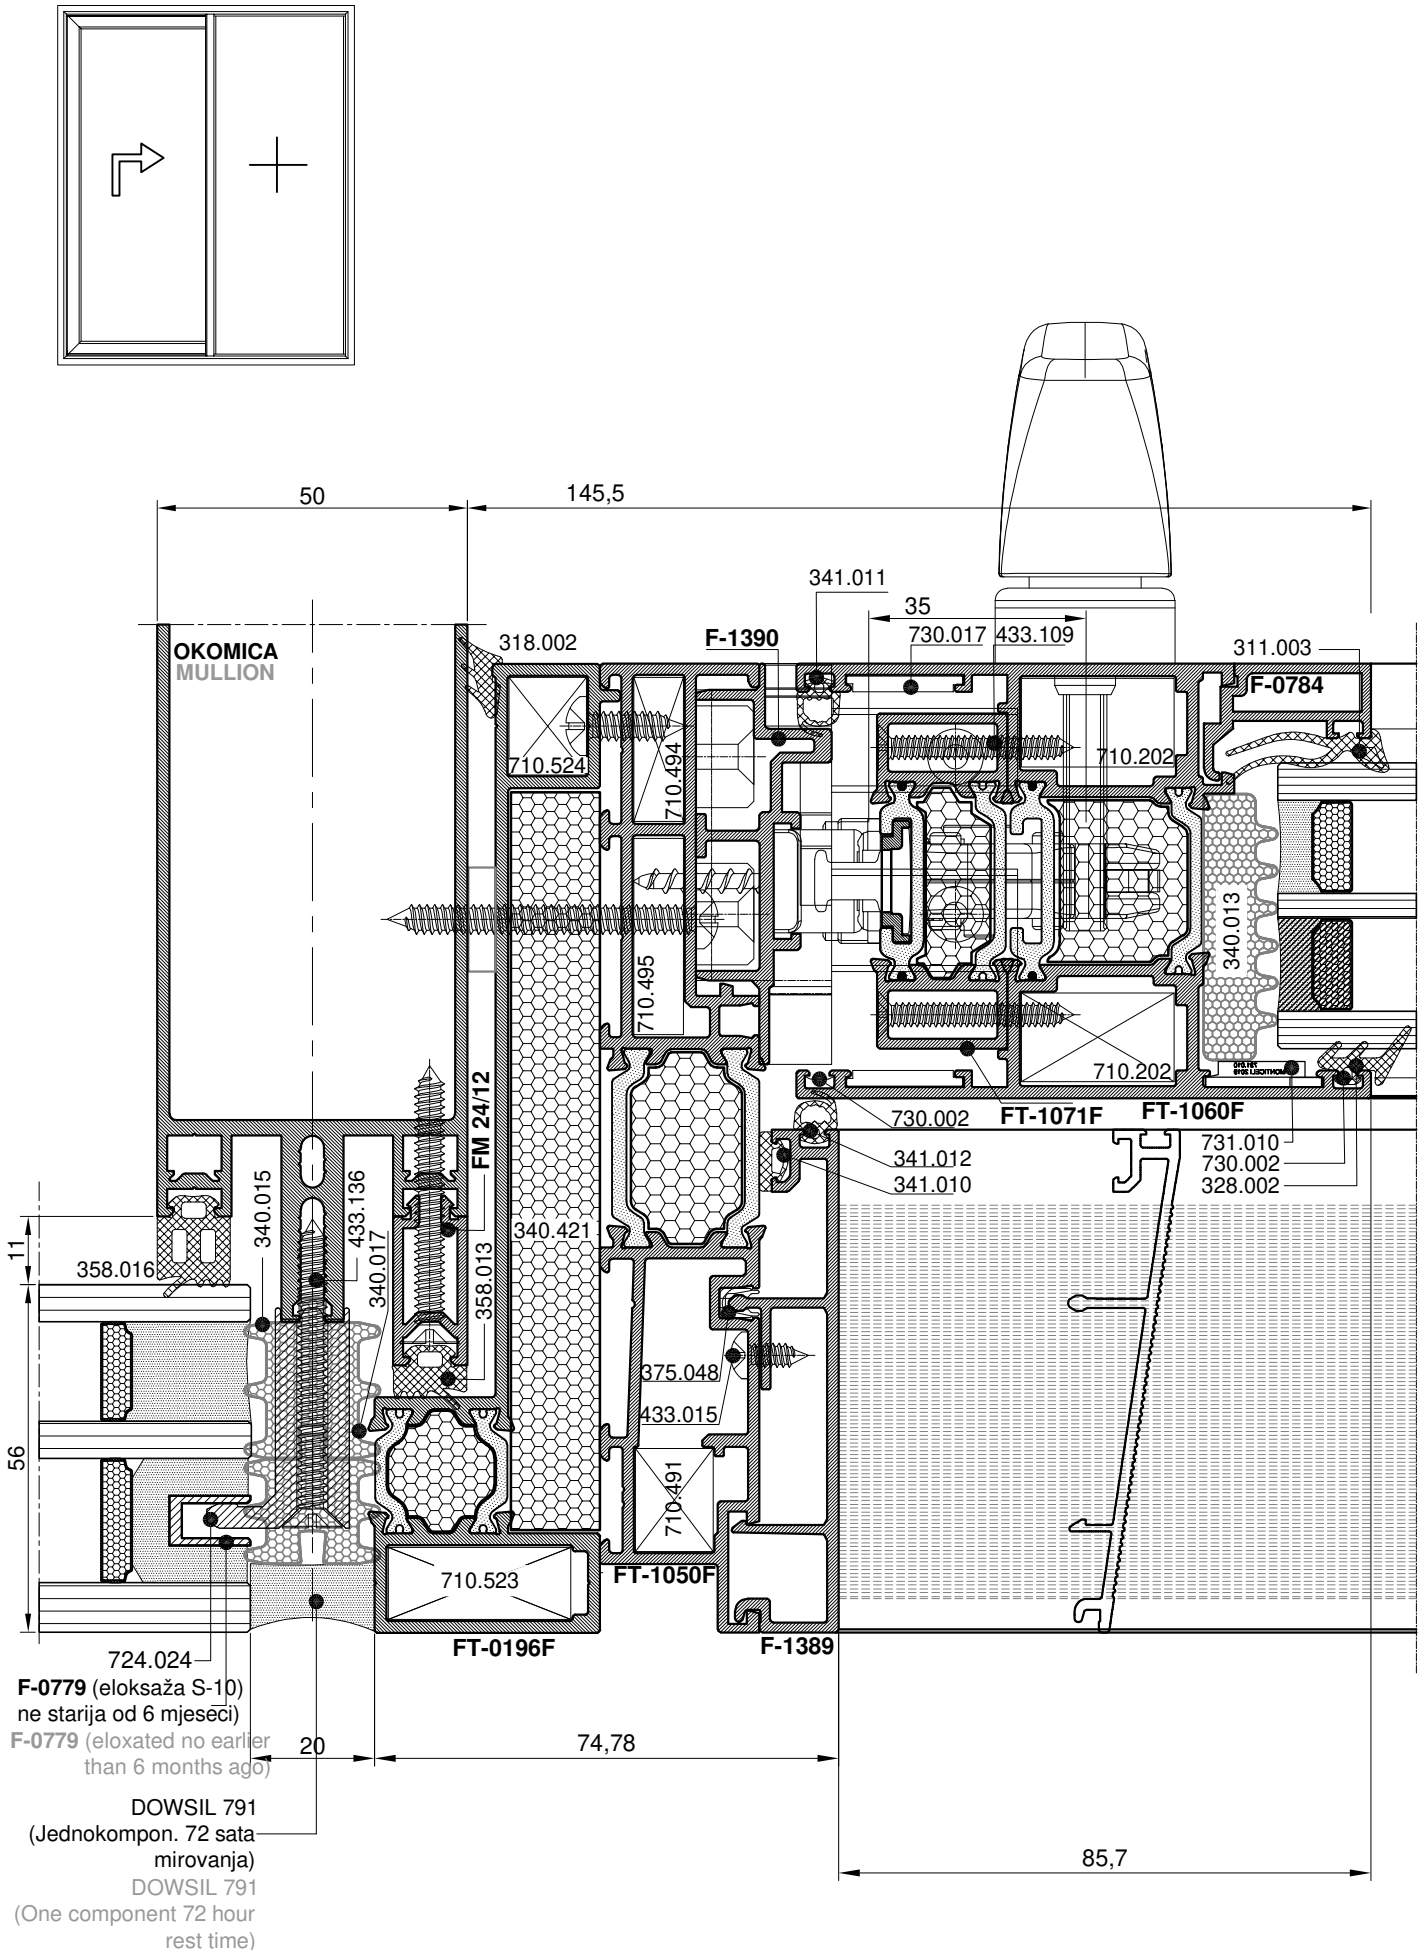 50
145,5
341.011
35
F-1390
730.017
433.109
318.002
311.003
F-0784
OKOMICA
MULLION
710.524
710.494
710.202
340.013
710.495
710.202
FM 24/12
FT-1071F
FT-1060F
730.002
731.010
730.002
328.002
341.012
341.010
340.015
433.136
340.017
358.013
340.421
11
358.016
375.048
433.015
56
710.491
710.523
FT-1050F
FT-0196F
F-1389
724.024
F-0779 (eloksaža S-10)
ne starija od 6 mjeseci)
F-0779 (eloxated no earlier
than 6 months ago)
20
74,78
DOWSIL 791
(Jednokompon. 72 sata
mirovanja)
DOWSIL 791
(One component 72 hour
rest time)
85,7